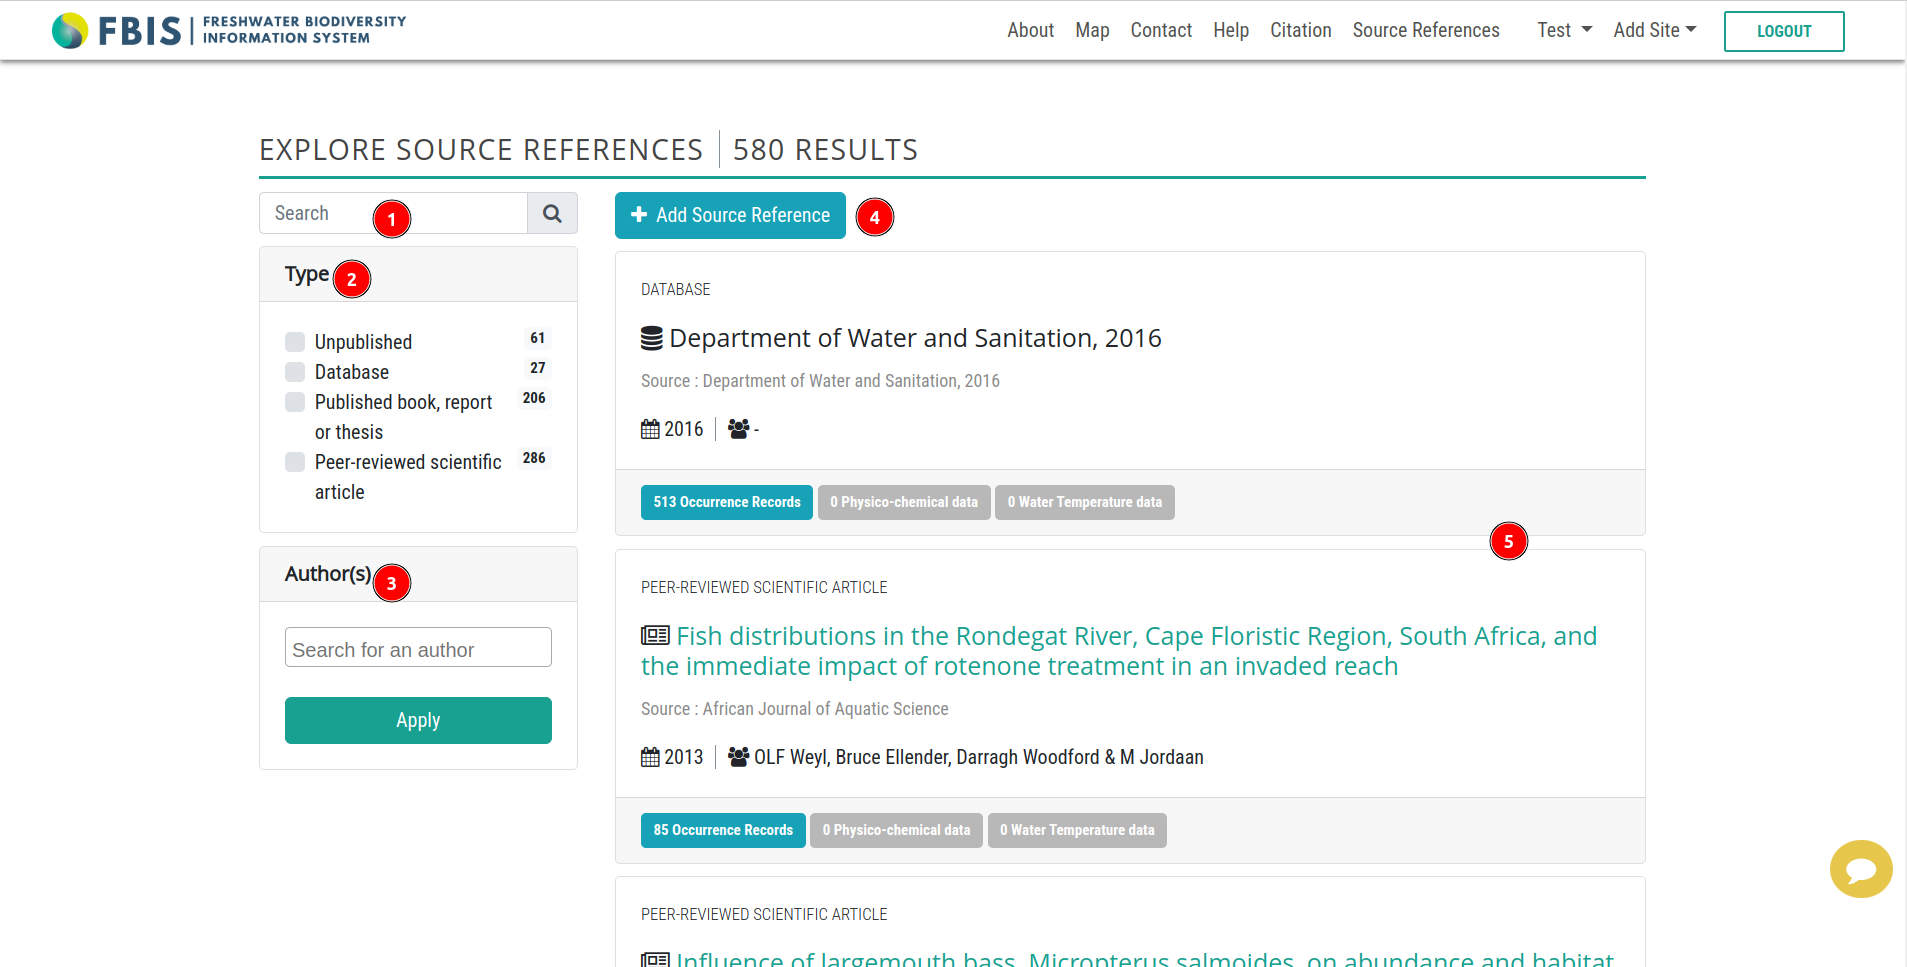 FBIS
FRESHWATER BIODIVERSITY
INFORMATION SYSTEM
About Map Contact Help Citation Source References Test Add Site LOGOUT
EXPLORE SOURCE REFERENCES 580 RESULTS
Search
1
Type
2
Unpublished 61
Database 27
Published book, report 206
or thesis
Peer-reviewed scientific 286
article
Author(s)
3
Search for an author
Apply
+ Add Source Reference
4
DATABASE
Department of Water and Sanitation, 2016
Source : Department of Water and Sanitation, 2016
2016 -
513 Occurrence Records 0 Physico-chemical data 0 Water Temperature data
5
PEER-REVIEWED SCIENTIFIC ARTICLE
Fish distributions in the Rondegat River, Cape Floristic Region, South Africa, and
the immediate impact of rotenone treatment in an invaded reach
Source : African Journal of Aquatic Science
2013 OLF Weyl, Bruce Ellender, Darragh Woodford & M Jordaan
85 Occurrence Records 0 Physico-chemical data 0 Water Temperature data
PEER-REVIEWED SCIENTIFIC ARTICLE
Influence of largemouth bass, Micropterus salmoides, on abundance and habitat